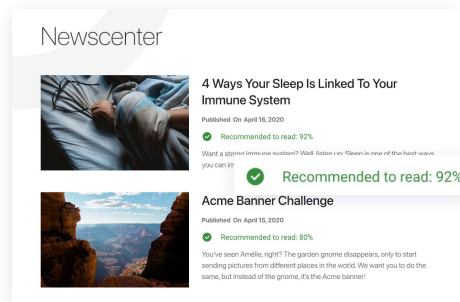 Newscenter
4 Ways Your Sleep Is Linked To Your
Immune System
Published On April 16, 2020
Recommended to read: 92%
Want a strong immune system? Well, listen up: Sleep is one of the best ways
you can im
Recommended to read: 92%
Acme Banner Challenge
Published On April 15, 2020
Recommended to read: 80%
You've seen Amélie, right? The garden gnome disappears, only to start
sending pictures from different places in the world. We want you to do the
same, but instead of the gnome, it's the Acme banner!